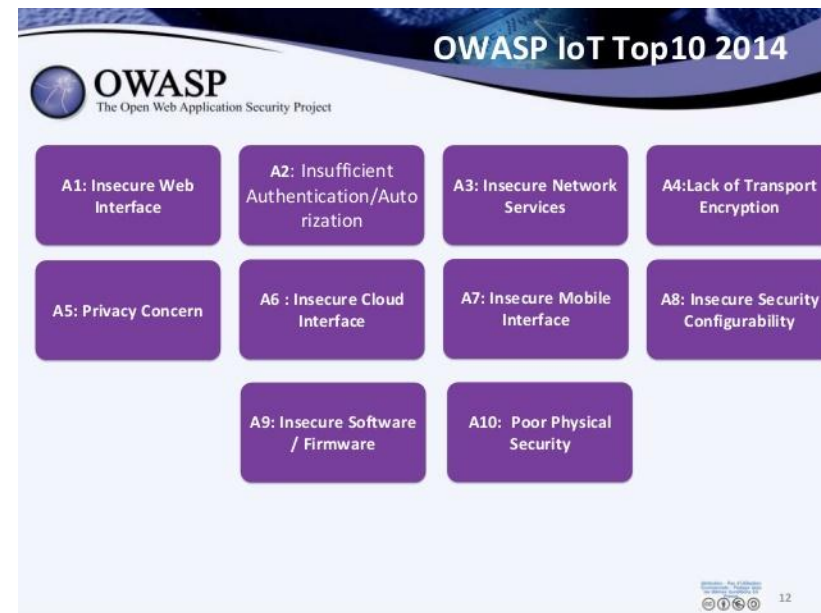 OWASP IoT Top10 2014
OWASP
The Open Web Application Security Project
A1: Insecure Web
Interface
A2: Insufficient
Authentication/Auto
rization
A3: Insecure Network
Services
A4:Lack of Transport
Encryption
A5: Privacy Concern
A6 : Insecure Cloud
Interface
A7: Insecure Mobile
Interface
A8: Insecure Security
Configurability
A9: Insecure Software
/ Firmware
A10: Poor Physical
Security
12